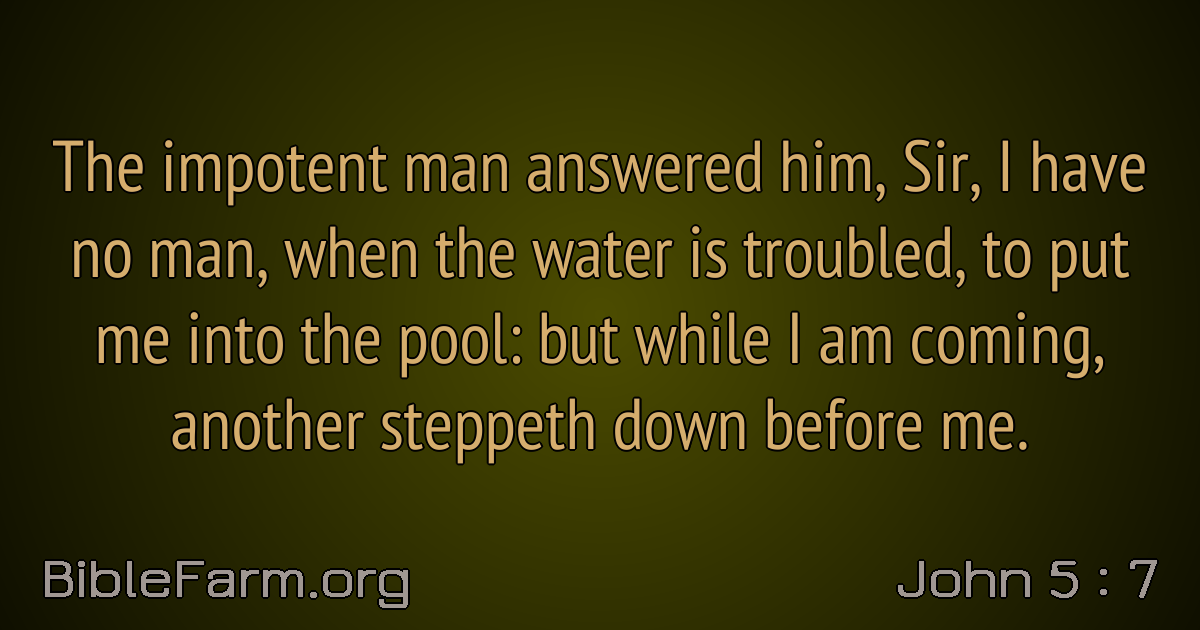 The impotent man answered him, Sir, I have
no man, when the water is troubled, to put
me into the pool: but while I am coming,
another steppeth down before me.
BibleFarm.org
John 5 : 7